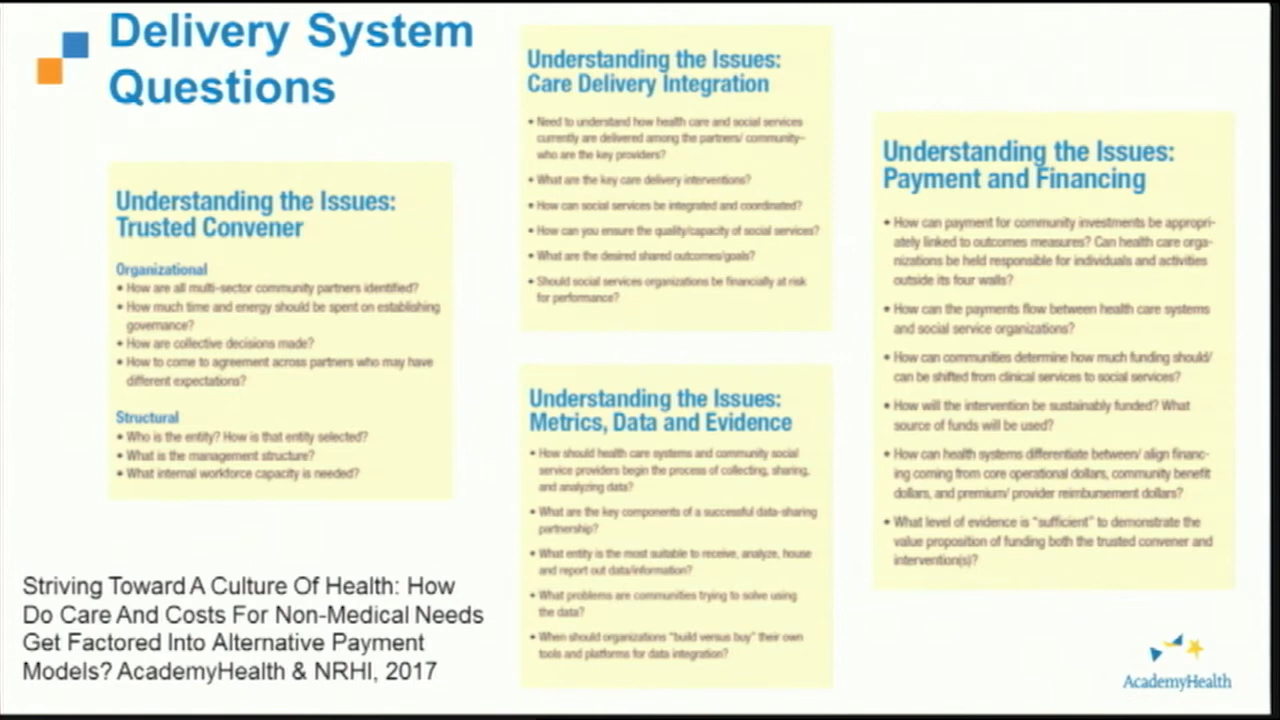 Delivery System
Questions
Understanding the Issues:
Trusted Convener
Organizational
• How are all multi-sector community partners identified?
• How much time and energy should be spent on establishing
governance?
• How are collective decisions made?
• How to come to agreement across partners who may have
different expectations?
Structural
• Who is the entity? How is that entity selected?
• What is the management structure?
• What internal workforce capacity is needed?
Striving Toward A Culture Of Health: How
Do Care And Costs For Non-Medical Needs
Get Factored Into Alternative Payment
Models? AcademyHealth & NRHI, 2017
Understanding the Issues:
Care Delivery Integration
• Need to understand how health care and social services
currently are delivered among the partners/ community–
who are the key providers?
• What are the key care delivery interventions?
• How can social services be integrated and coordinated?
• How can you ensure the quality/capacity of social services?
• What are the desired shared outcomes/goals?
• Should social services organizations be financially at risk
for performance?
Understanding the Issues:
Metrics, Data and Evidence
• How should health care systems and community social
service providers begin the process of collecting, sharing,
and analyzing data?
• What are the key components of a successful data-sharing
partnership?
• What entity is the most suitable to receive, analyze, house
and report out data/information?
• What problems are communities trying to solve using
the data?
• When should organizations “build versus buy” their own
tools and platforms for data integration?
Understanding the Issues:
Payment and Financing
• How can payment for community investments be appropri-
ately linked to outcomes measures? Can health care orga-
nizations be held responsible for individuals and activities
outside its four walls?
• How can the payments flow between health care systems
and social service organizations?
• How can communities determine how much funding should/
can be shifted from clinical services to social services?
• How will the intervention be sustainably funded? What
source of funds will be used?
• How can health systems differentiate between/ align financ-
ing coming from core operational dollars, community benefit
dollars, and premium/ provider reimbursement dollars?
• What level of evidence is “sufficient” to demonstrate the
value proposition of funding both the trusted convener and
intervention(s)?
AcademyHealth